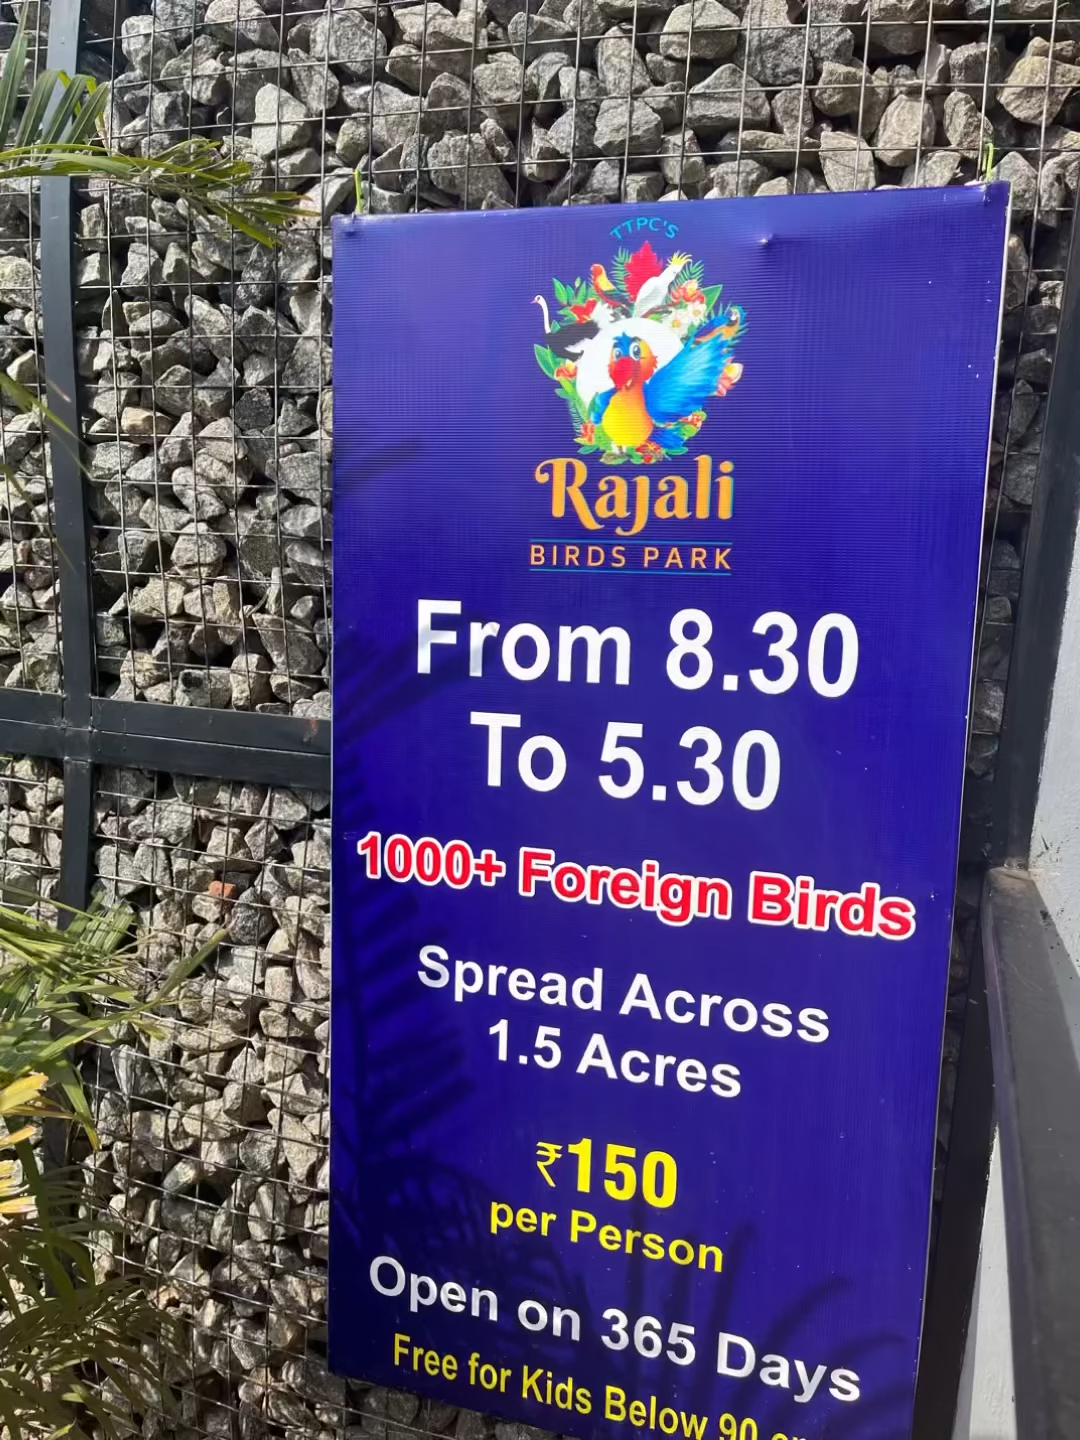 TTPC'S
Rajali
BIRDS PARK
From 8.30
To 5.30
1000+ Foreign Birds
Spread Across
1.5 Acres
₹150
per Person
Open on 365 Days
Free for Kids Below 90